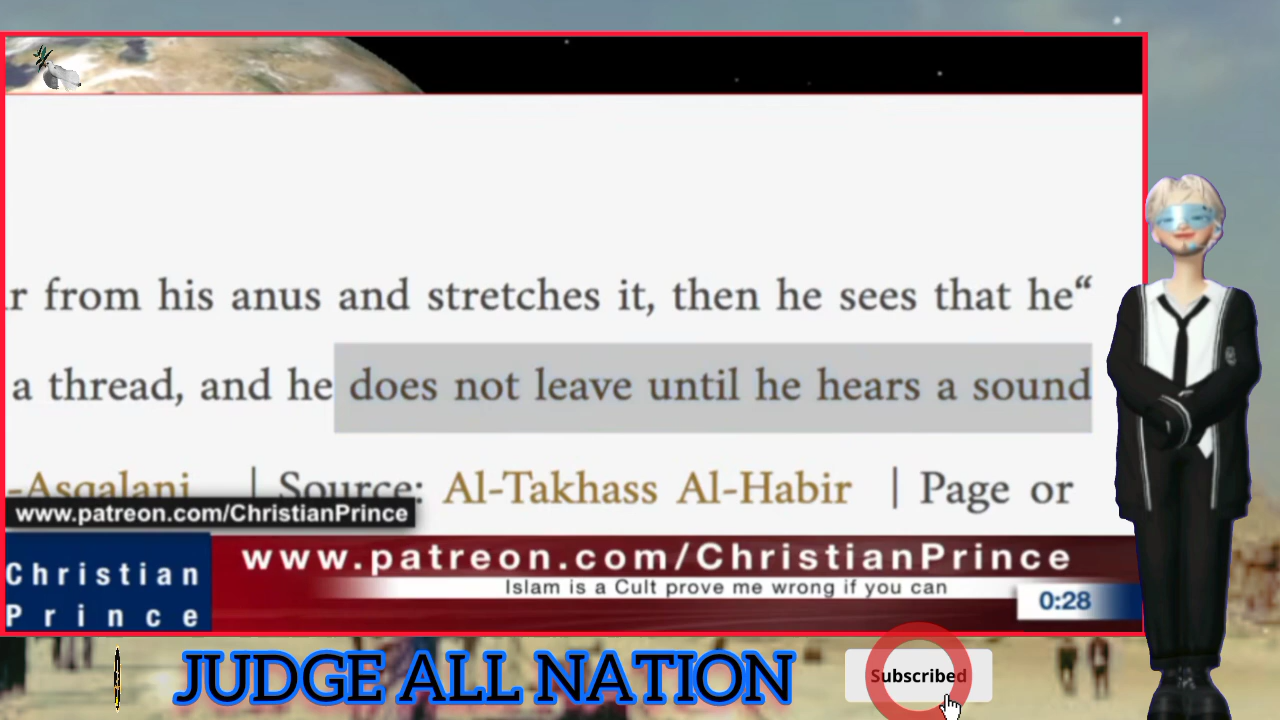 r from his anus and stretches it, then he sees that he“
a thread, and he does not leave until he hears a sound
-Asqalani | Source: Al-Takhass Al-Habir | Page or
www.patreon.com/ChristianPrince
www.patreon.com/ChristianPrince
Islam is a Cult prove me wrong if you can
Christian
Prince
0:28
JUDGE ALL NATION
Subscribed